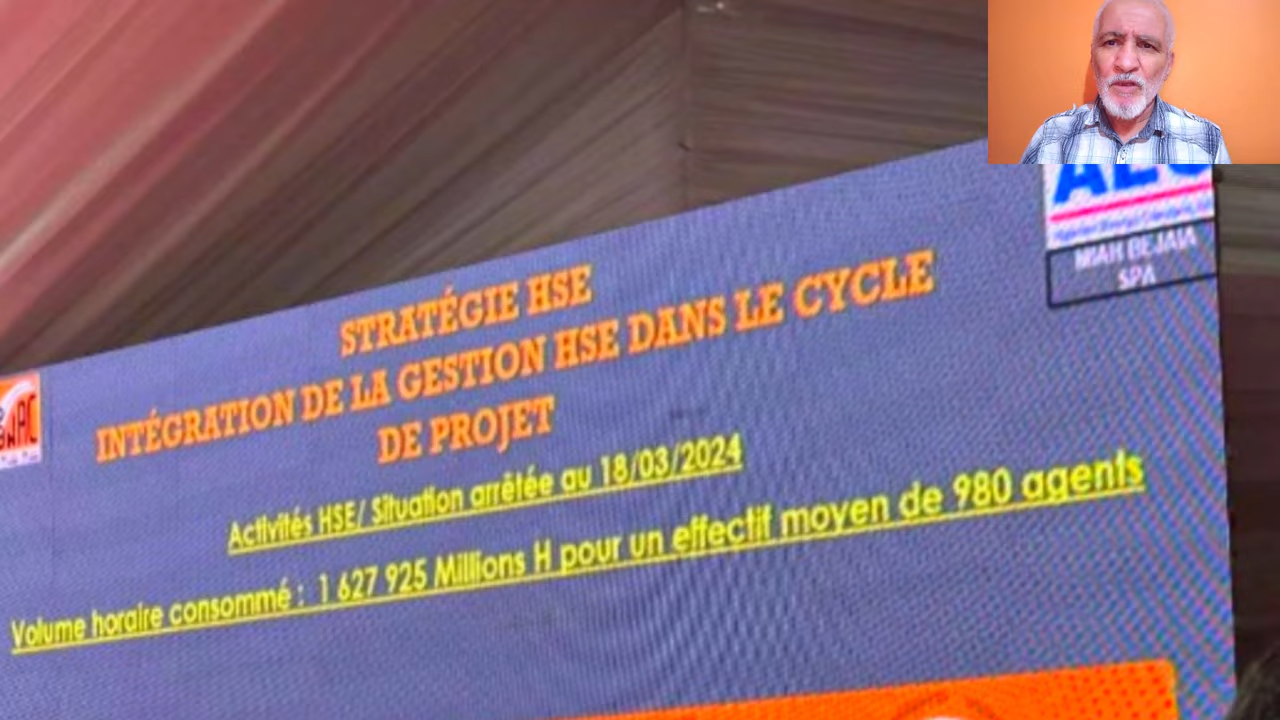 MIAH BEJAIA
SPA
STRATÉGIE HSE
INTÉGRATION DE LA GESTION HSE DANS LE CYCLE
DE PROJET
Activités HSE/ Situation arrêtée au 18/03/2024
Volume horaire consommé : 1 627 925 Millions H pour un effectif moyen de 980 agents